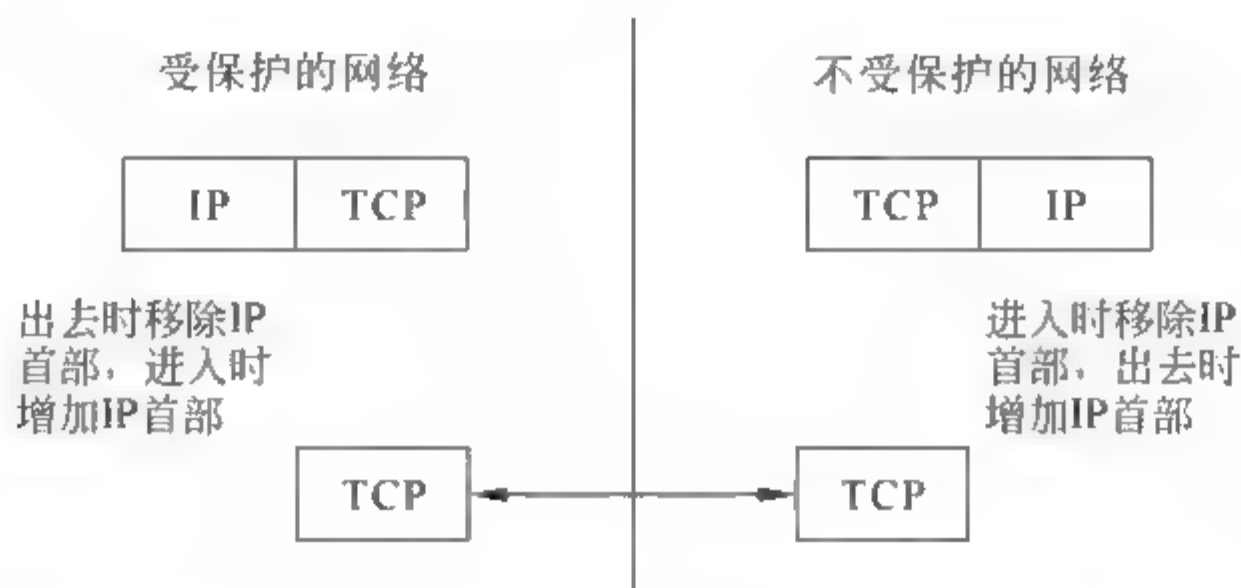 受保护的网络
不受保护的网络
IP
TCP
TCP
IP
出去时移除IP
首部，进入时
增加IP首部
进入时移除IP
首部，出去时
增加IP首部
TCP
TCP